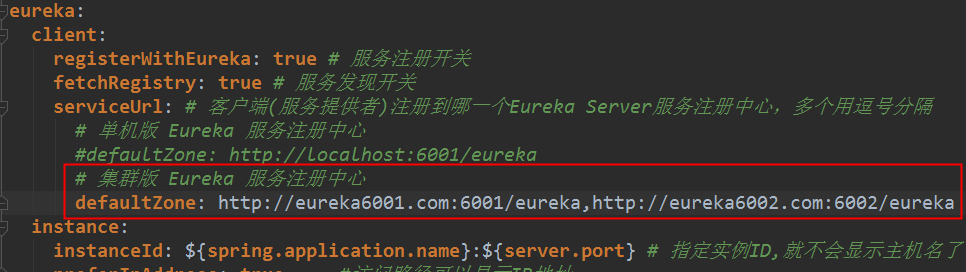 eureka:
client:
registerWithEureka: true # 服务注册开关
fetchRegistry: true # 服务发现开关
serviceUrl: # 客户端(服务提供者)注册到哪一个Eureka Server服务注册中心，多个用逗号分隔
# 单机版 Eureka 服务注册中心
#defaultZone: http://localhost:6001/eureka
# 集群版 Eureka 服务注册中心
defaultZone: http://eureka6001.com:6001/eureka,http://eureka6002.com:6002/eureka
instance:
instanceId: ${spring.application.name}:${server.port} # 指定实例ID,就不会显示主机名了